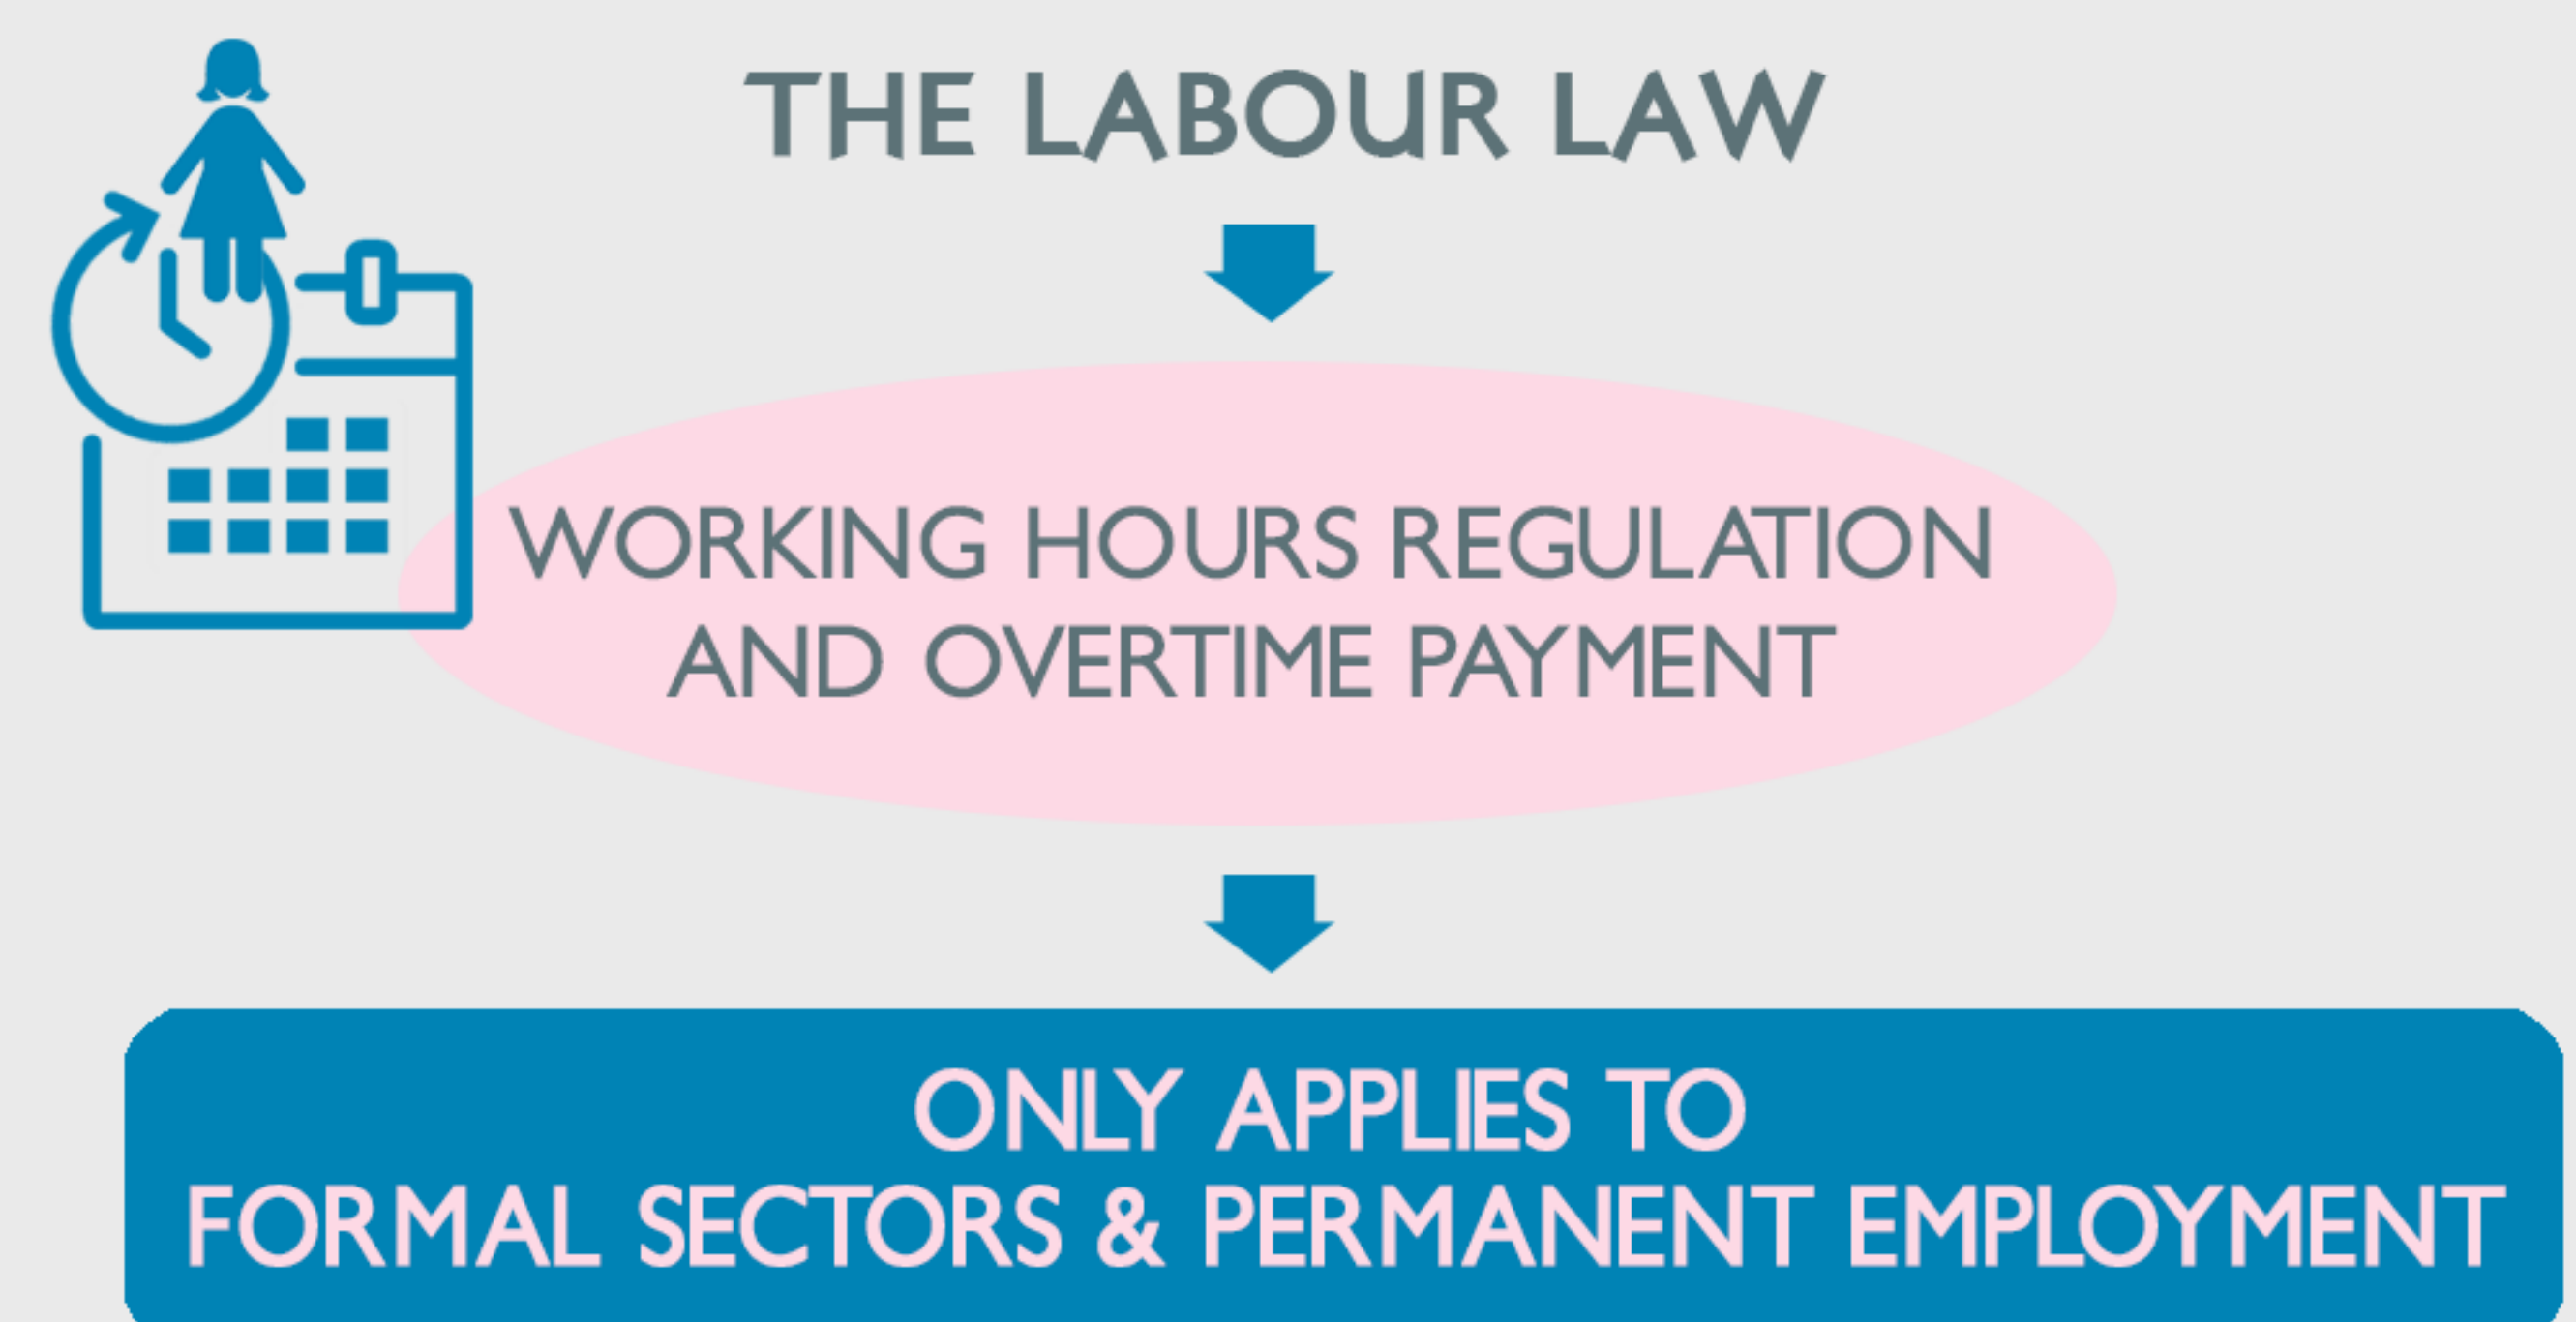 THE LABOUR LAW
WORKING HOURS REGULATION
AND OVERTIME PAYMENT
ONLY APPLIES TO
FORMAL SECTORS & PERMANENT EMPLOYMENT